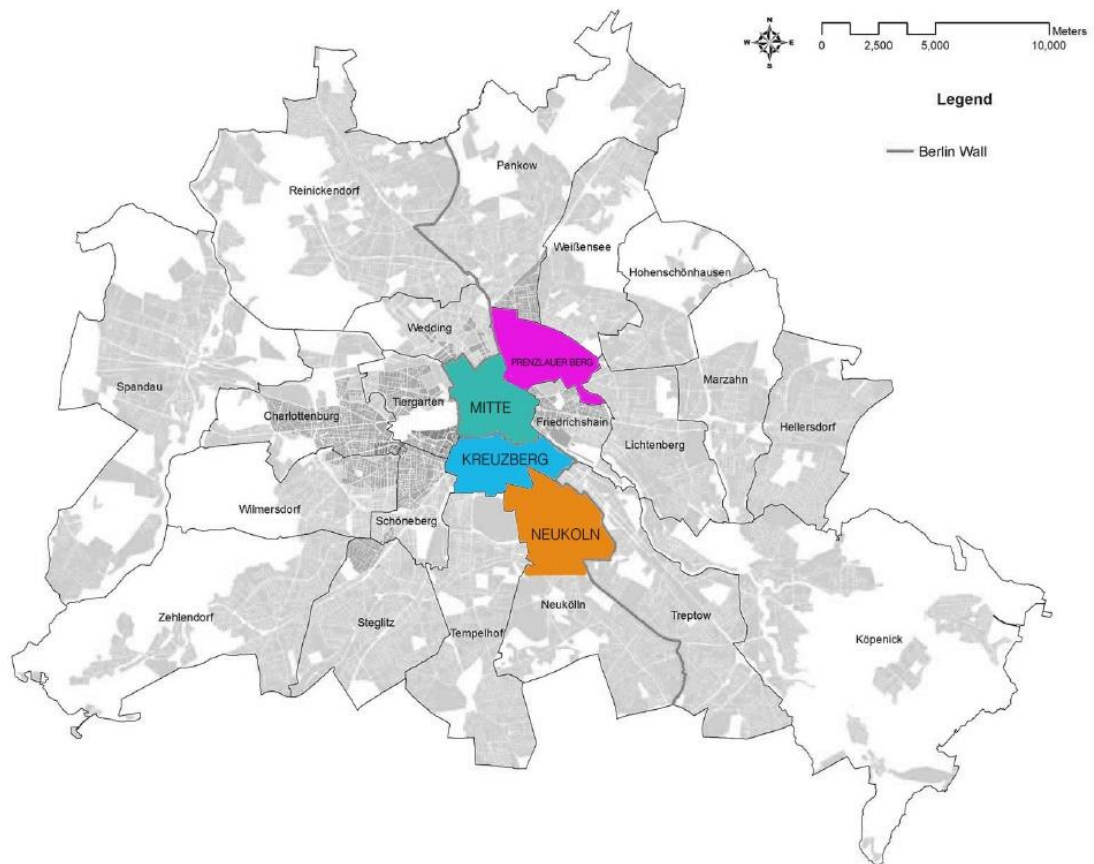 N
W E
S
Meters
0 2,500 5,000 10,000
Legend
Berlin Wall
Pankow
Reinickendorf
Weißensee
Hohenschönhausen
Wedding
PRENZLAUER BERG
Marzahn
Spandau
Tiergarten
MITTE
Charlottenburg
Friedrichshain
Hellersdorf
Lichtenberg
KREUZBERG
Wilmersdorf
Schöneberg
NEUKOLN
Neukölln
Zehlendorf
Steglitz
Treptow
Tempelhof
Köpenick